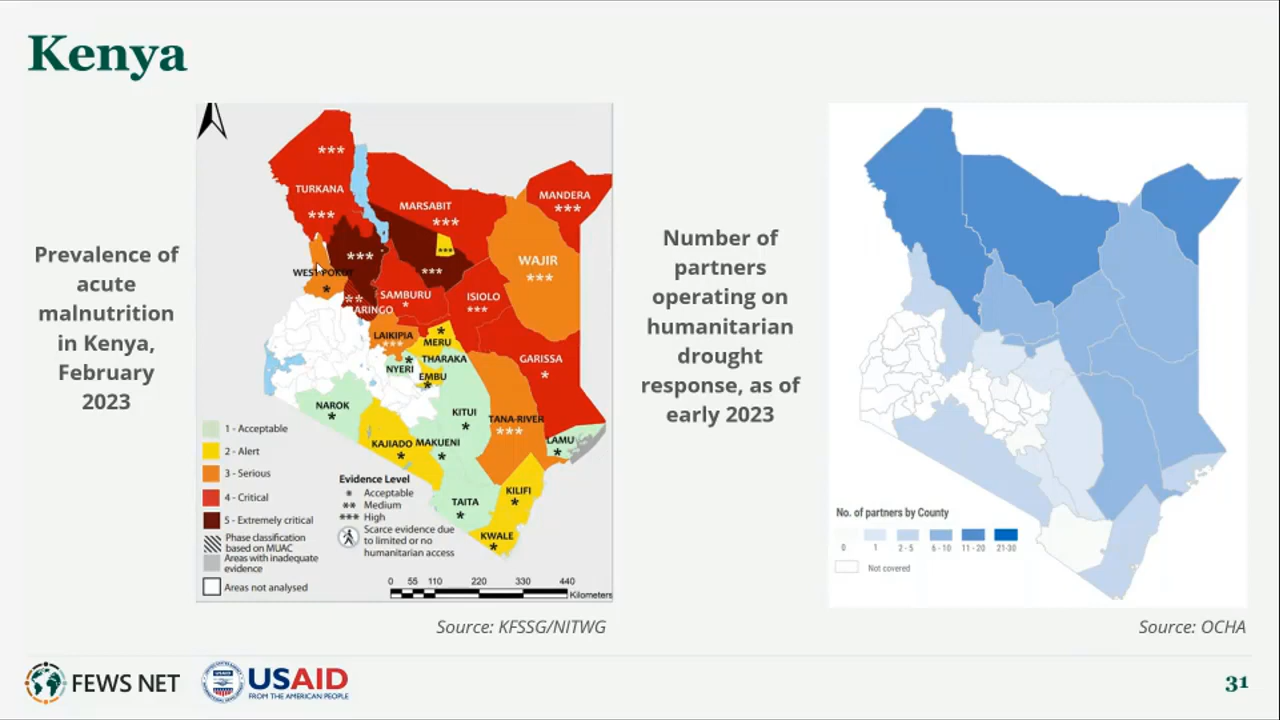 Kenya
Prevalence of
acute
malnutrition
in Kenya,
February
2023
***
TURKANA
***
MARSABIT
***
MANDERA
***
***
***
***
WAJIR
***
WEST POKOT
*
**
BARINGO
SAMBURU
*
ISIOLO
***
LAIKIPIA
***
*
MERU
NYERI
*
THARAKA
EMBU
*
GARISSA
*
NAROK
*
KITUI
*
TANA-RIVER
***
KAJIADO
*
MAKUENI
*
LAMU
*
TAITA
*
KILIFI
*
KWALE
*
1 - Acceptable
2 - Alert
3 - Serious
4 - Critical
5 - Extremely critical
Phase classification
based on MUAC
Areas with inadequate
evidence
Areas not analysed
Evidence Level
* Acceptable
** Medium
*** High
Scarce evidence due
to limited or no
humanitarian access
0 55 110 220 330 440
Kilometers
Source: KFSSG/NITWG
Number of
partners
operating on
humanitarian
drought
response, as of
early 2023
No. of partners by County
0 1 2 - 5 6 - 10 11 - 20 21-30
Not covered
Source: OCHA
FEWS NET
USAID
USAID
FROM THE AMERICAN PEOPLE
31